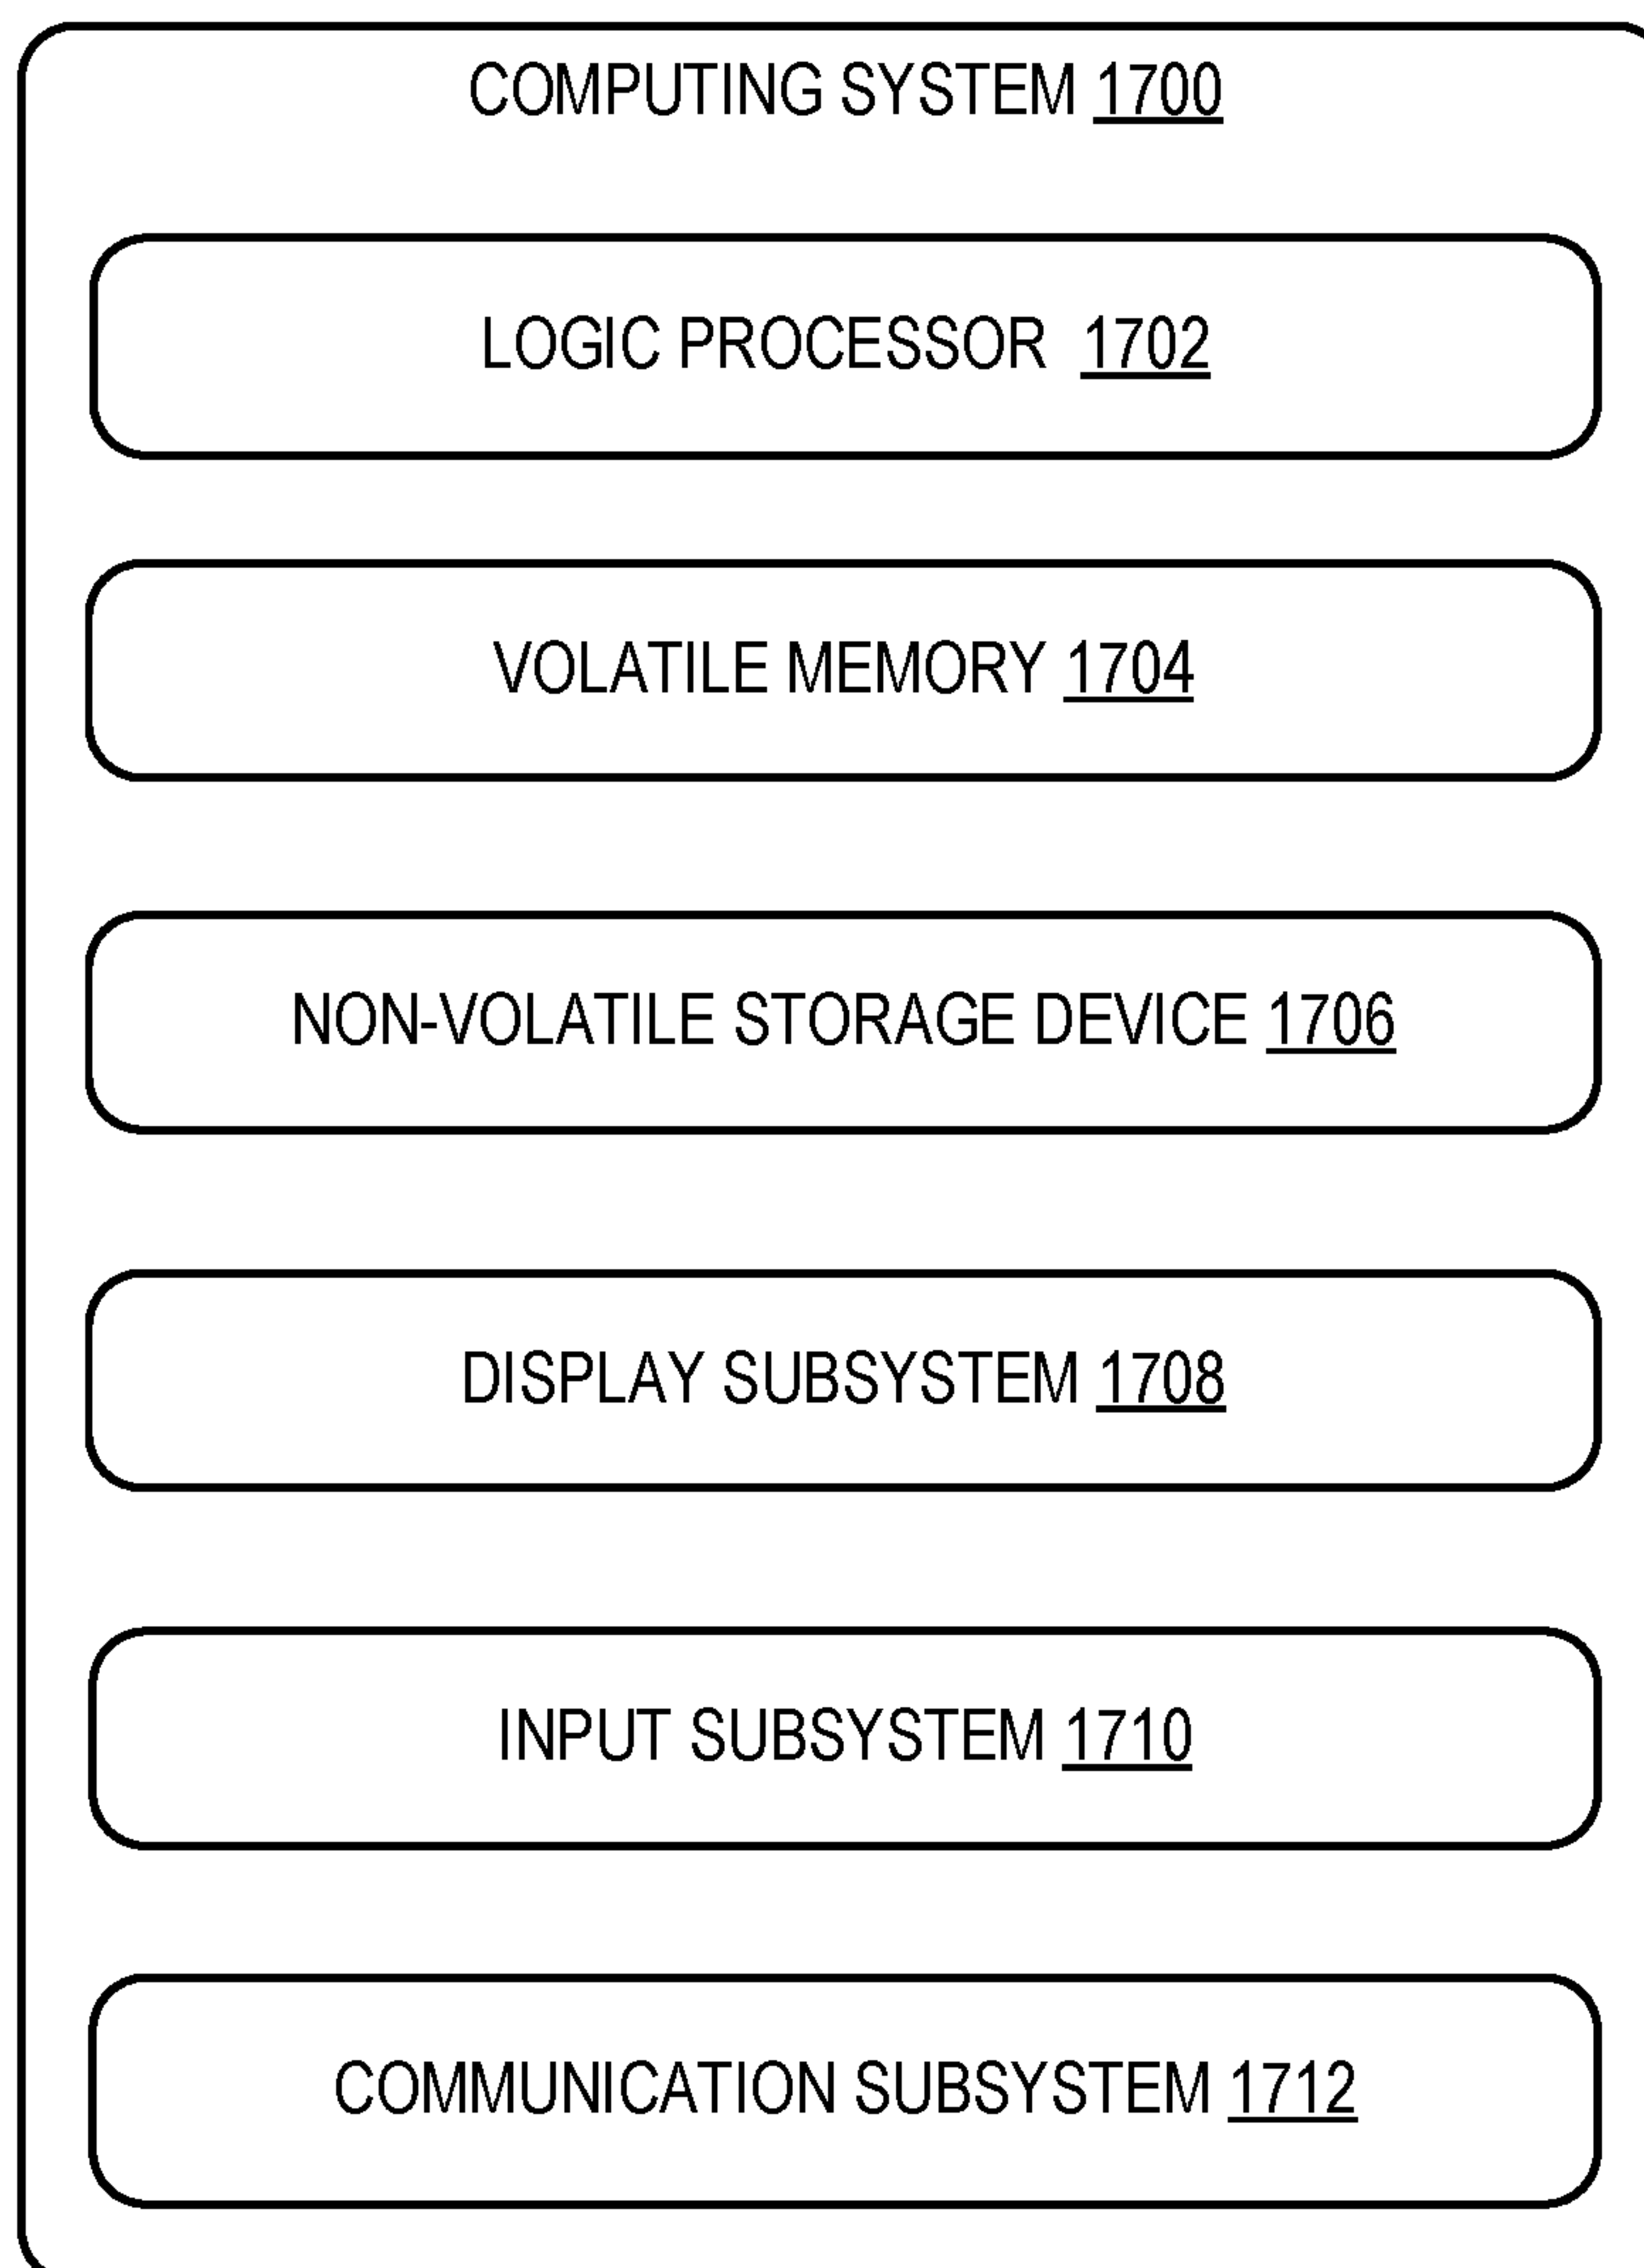 COMPUTING SYSTEM 1700
LOGIC PROCESSOR 1702
VOLATILE MEMORY 1704
NON-VOLATILE STORAGE DEVICE 1706
DISPLAY SUBSYSTEM 1708
INPUT SUBSYSTEM 1710
COMMUNICATION SUBSYSTEM 1712